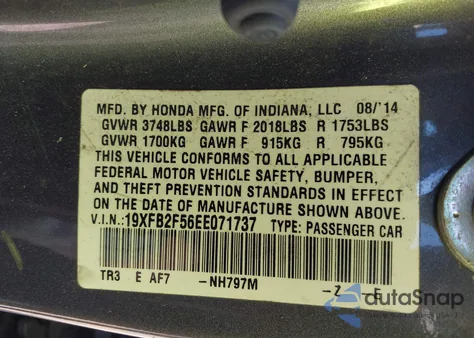 MFD. BY HONDA MFG. OF INDIANA, LLC 08/'14
GVWR 3748LBS GAWR F 2018LBS R 1753LBS
GVWR 1700KG GAWR F 915KG R 795KG
THIS VEHICLE CONFORMS TO ALL APPLICABLE
FEDERAL MOTOR VEHICLE SAFETY, BUMPER,
AND THEFT PREVENTION STANDARDS IN EFFECT
ON THE DATE OF MANUFACTURE SHOWN ABOVE.
V.I.N.:19XFB2F56EE071737 TYPE: PASSENGER CAR
TR3 E AF7 -NH797M -Z
dutaSnap